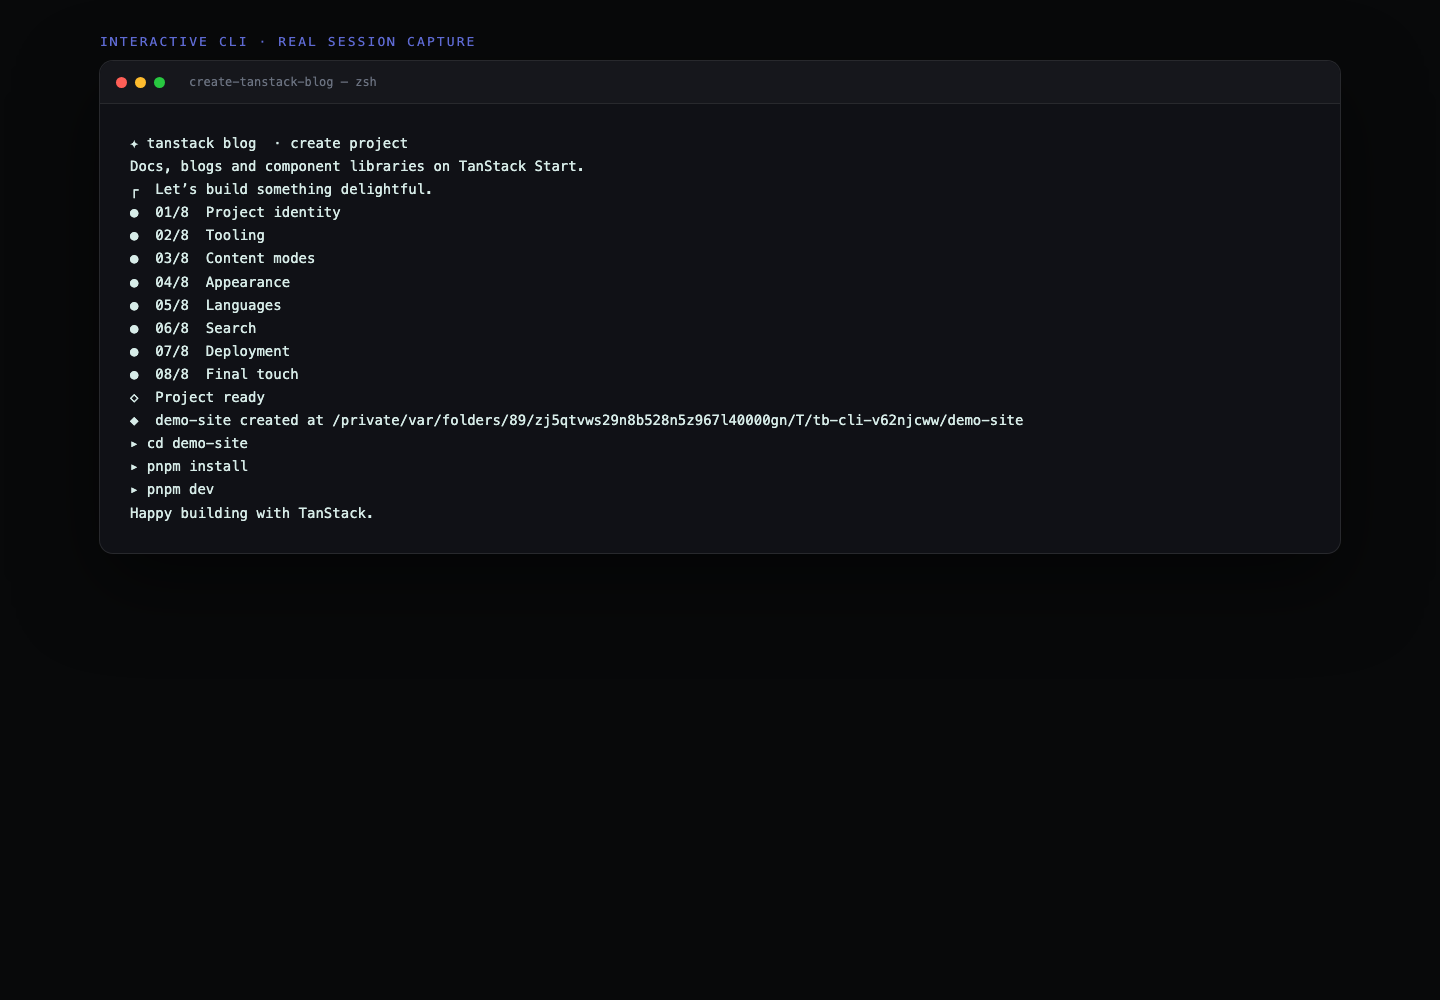 INTERACTIVE CLI · REAL SESSION CAPTURE
create-tanstack-blog — zsh
✦ tanstack blog  · create project
Docs, blogs and component libraries on TanStack Start.
┌  Let’s build something delightful.
●  01/8  Project identity
●  02/8  Tooling
●  03/8  Content modes
●  04/8  Appearance
●  05/8  Languages
●  06/8  Search
●  07/8  Deployment
●  08/8  Final touch
◇  Project ready
◆  demo-site created at /private/var/folders/89/zj5qtvws29n8b528n5z967l40000gn/T/tb-cli-v62njcww/demo-site
▸ cd demo-site
▸ pnpm install
▸ pnpm dev
Happy building with TanStack.